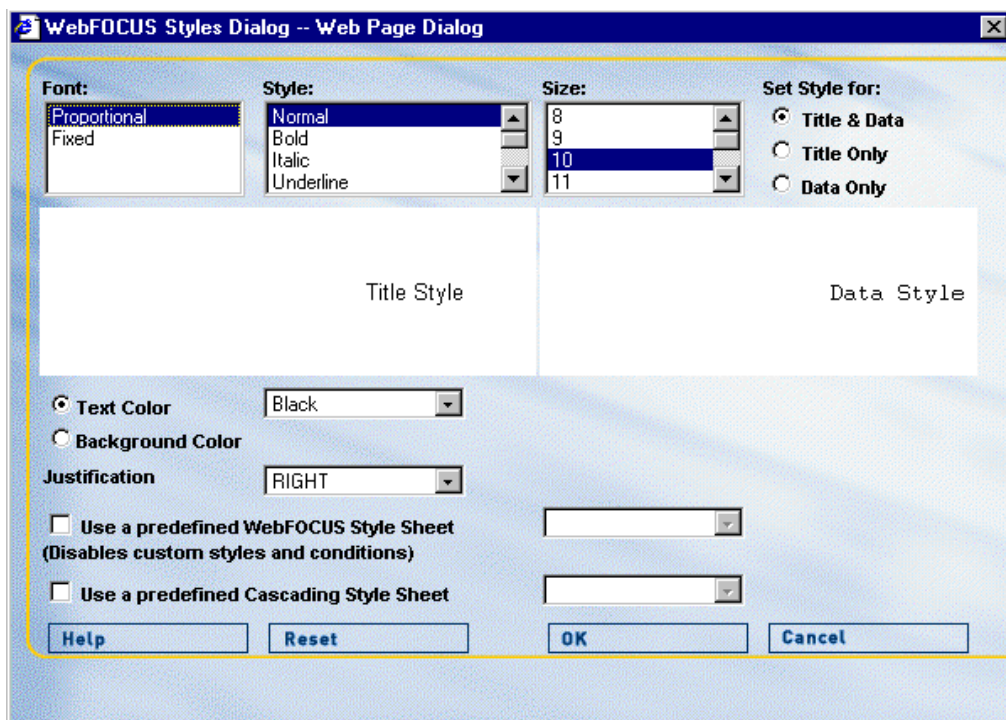 WebFOCUS Styles Dialog -- Web Page Dialog
Font:
Proportional
Fixed
Style:
Normal
Bold
Italic
Underline
Size:
8
9
10
11
Set Style for:
Title & Data
Title Only
Data Only
Title Style
Data Style
Text Color
Black
Background Color
Justification
RIGHT
Use a predefined WebFOCUS Style Sheet
(Disables custom styles and conditions)
Use a predefined Cascading Style Sheet
Help
Reset
OK
Cancel